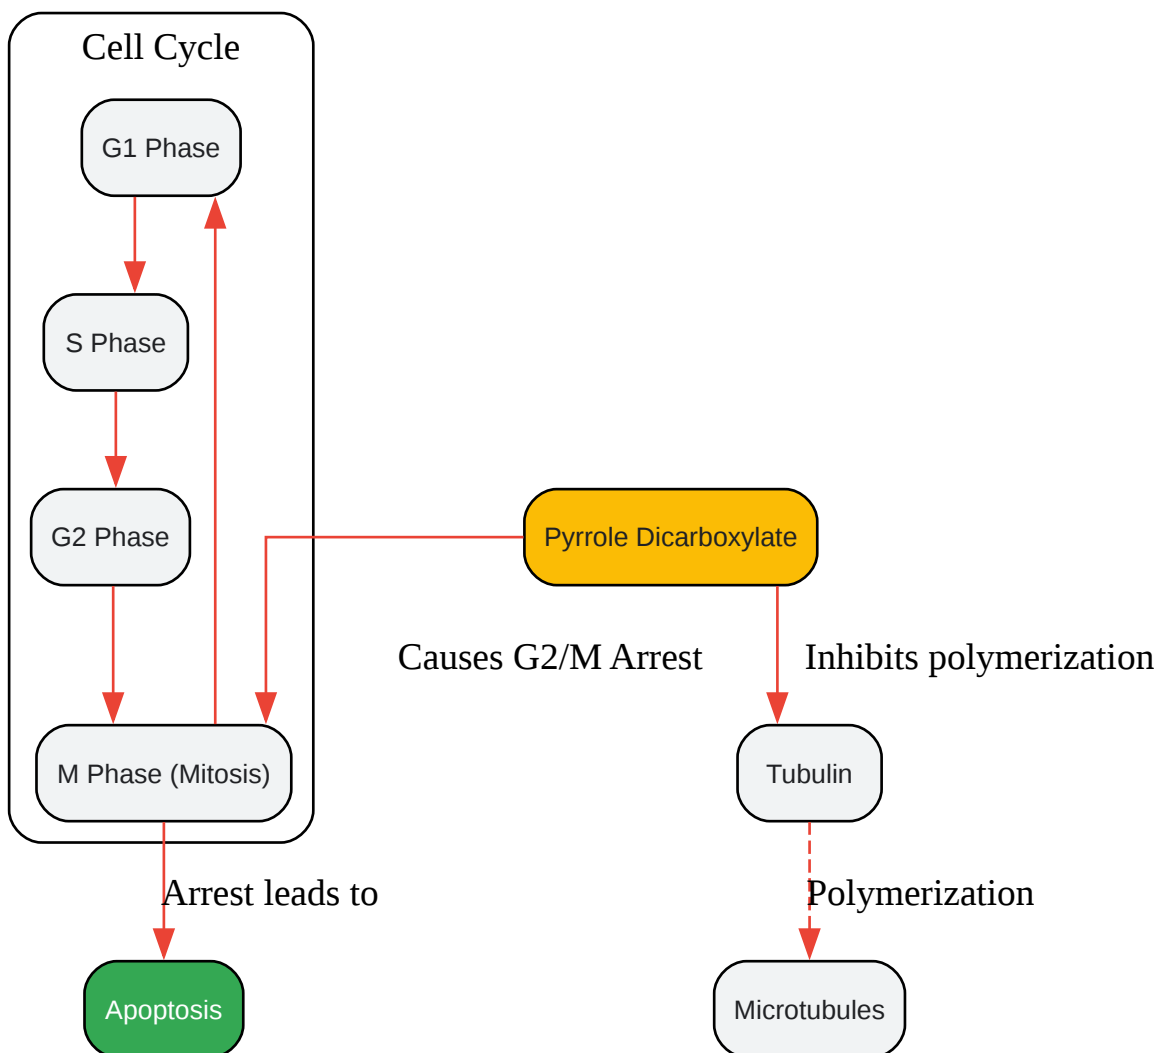 Cell Cycle
G1 Phase
S Phase
G2 Phase
Pyrrole Dicarboxylate
Causes G2/M Arrest
Inhibits polymerization
M Phase (Mitosis)
Tubulin
Arrest leads to
Polymerization
Apoptosis
Microtubules